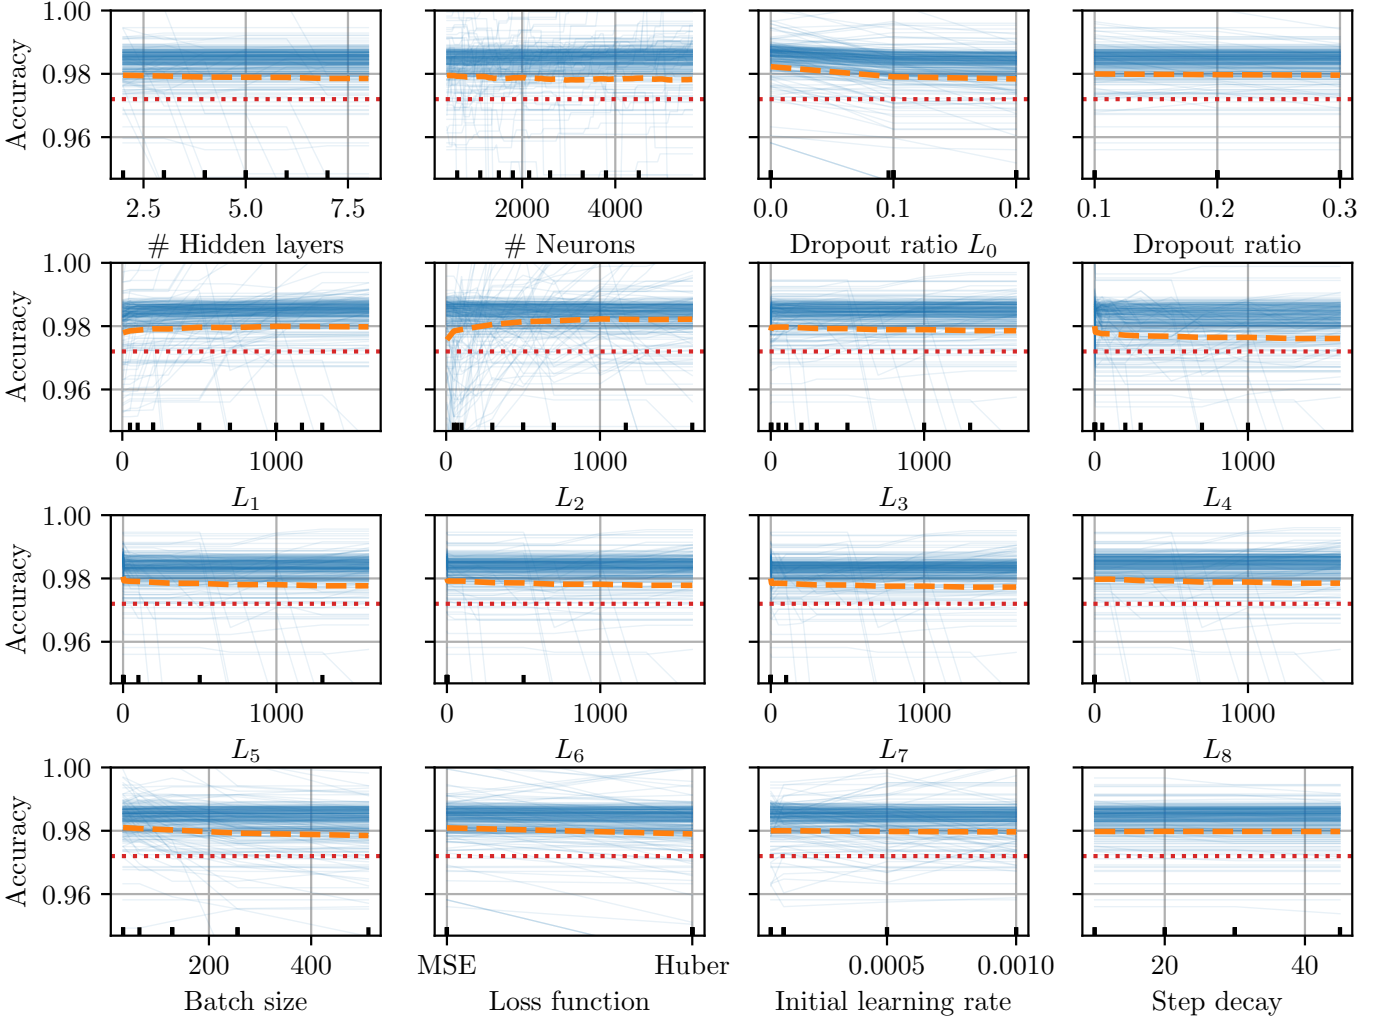 Accuracy
1.00
0.98
0.96
2.5 5.0 7.5
# Hidden layers
2000 4000
# Neurons
0.0 0.1 0.2
Dropout ratio L₀
0.1 0.2 0.3
Dropout ratio
Accuracy
1.00
0.98
0.96
0 1000
L₁
0 1000
L₂
0 1000
L₃
0 1000
L₄
Accuracy
1.00
0.98
0.96
0 1000
L₅
0 1000
L₆
0 1000
L₇
0 1000
L₈
Accuracy
1.00
0.98
0.96
200 400
Batch size
MSE Huber
Loss function
0.0005 0.0010
Initial learning rate
20 40
Step decay